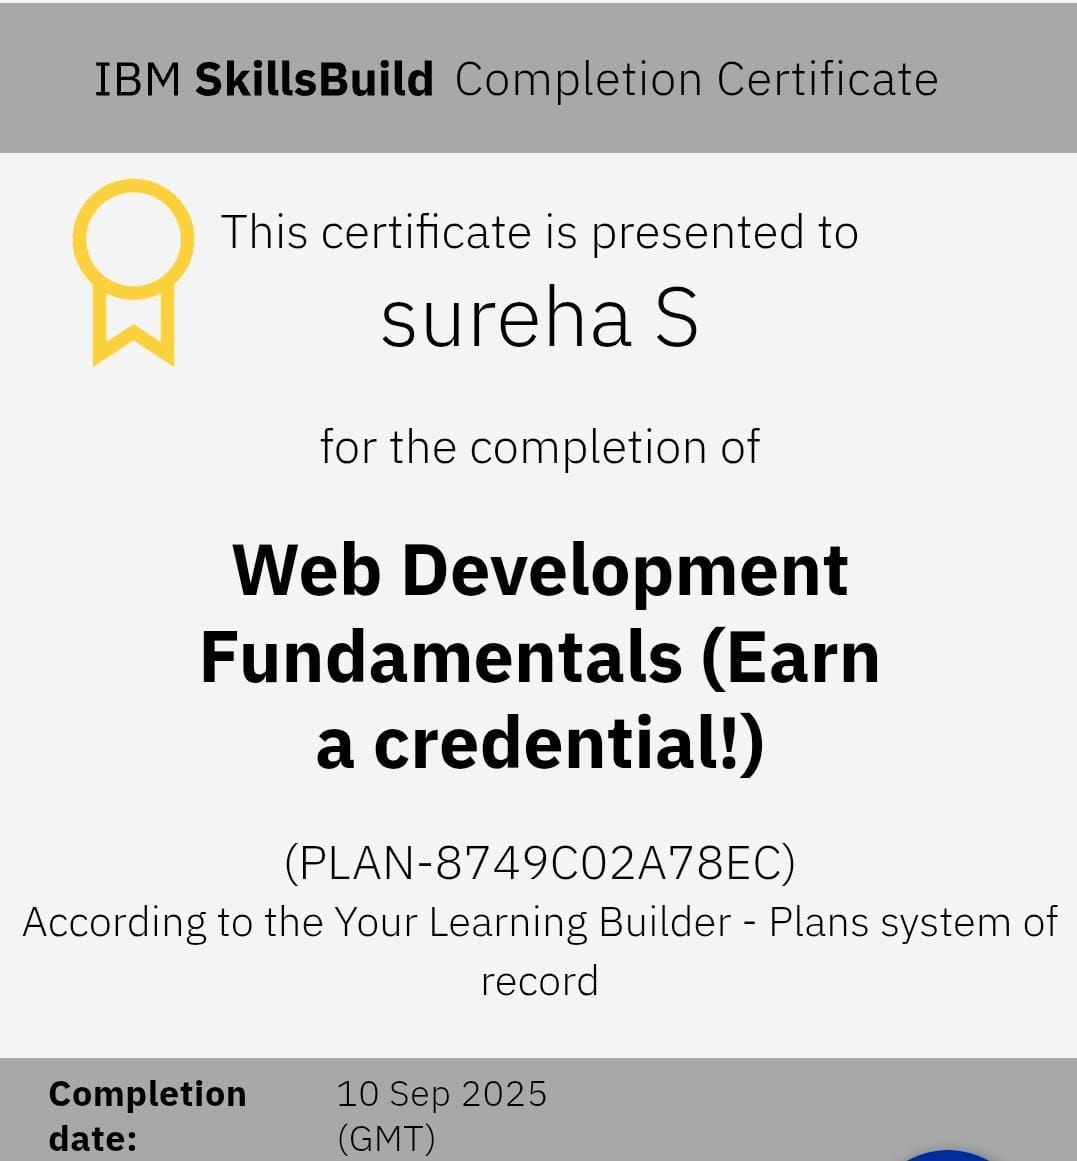 IBM SkillsBuild Completion Certificate
This certificate is presented to
sureha S
for the completion of
Web Development
Fundamentals (Earn
a credential!)
(PLAN-8749C02A78EC)
According to the Your Learning Builder - Plans system of
record
Completion 10 Sep 2025
date: (GMT)